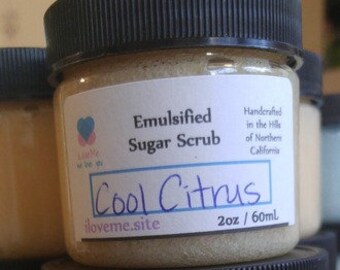 Emulsified
Sugar Scrub
Handcrafted
in the Hills
of Northern
California
Cool Citrus
iloveme.site
2oz / 60mL